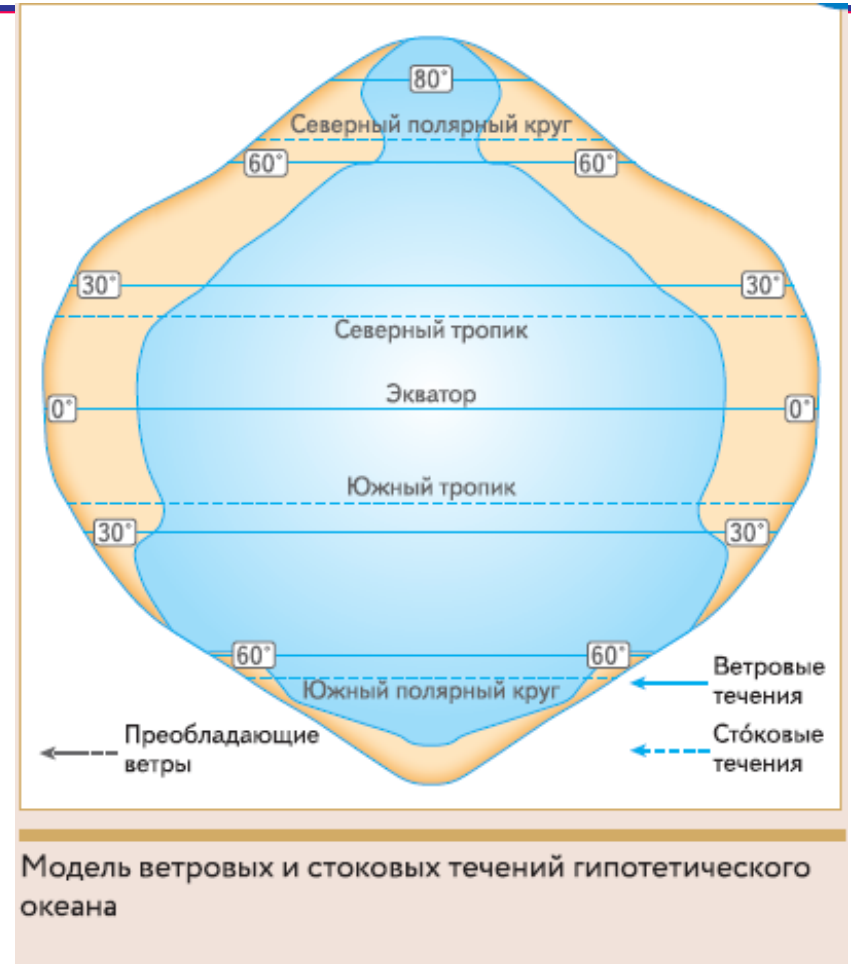 80°
Северный полярный круг
60° 60°
30° 30°
Северный тропик
Экватор
0° 0°
Южный тропик
30° 30°
60° 60°
Южный полярный круг
Ветровые
течения
Преобладающие
ветры
Сто́ковые
течения
Модель ветровых и стоковых течений гипотетического
океана